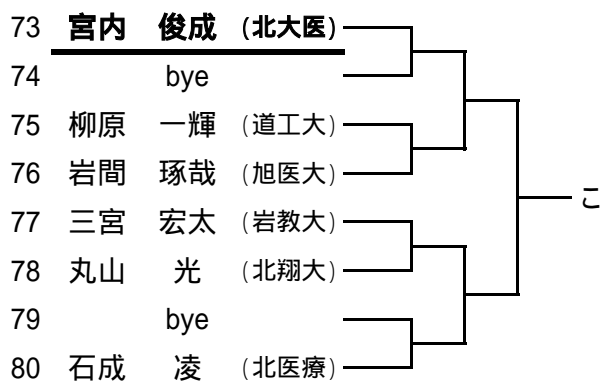 73 宮内 俊成 (北大医)
74 bye
75 柳原 一輝 (道工大)
76 岩間 琢哉 (旭医大)
77 三宮 宏太 (岩教大)
78 丸山 光 (北翔大)
79 bye
80 石成 凌 (北医療)
こ